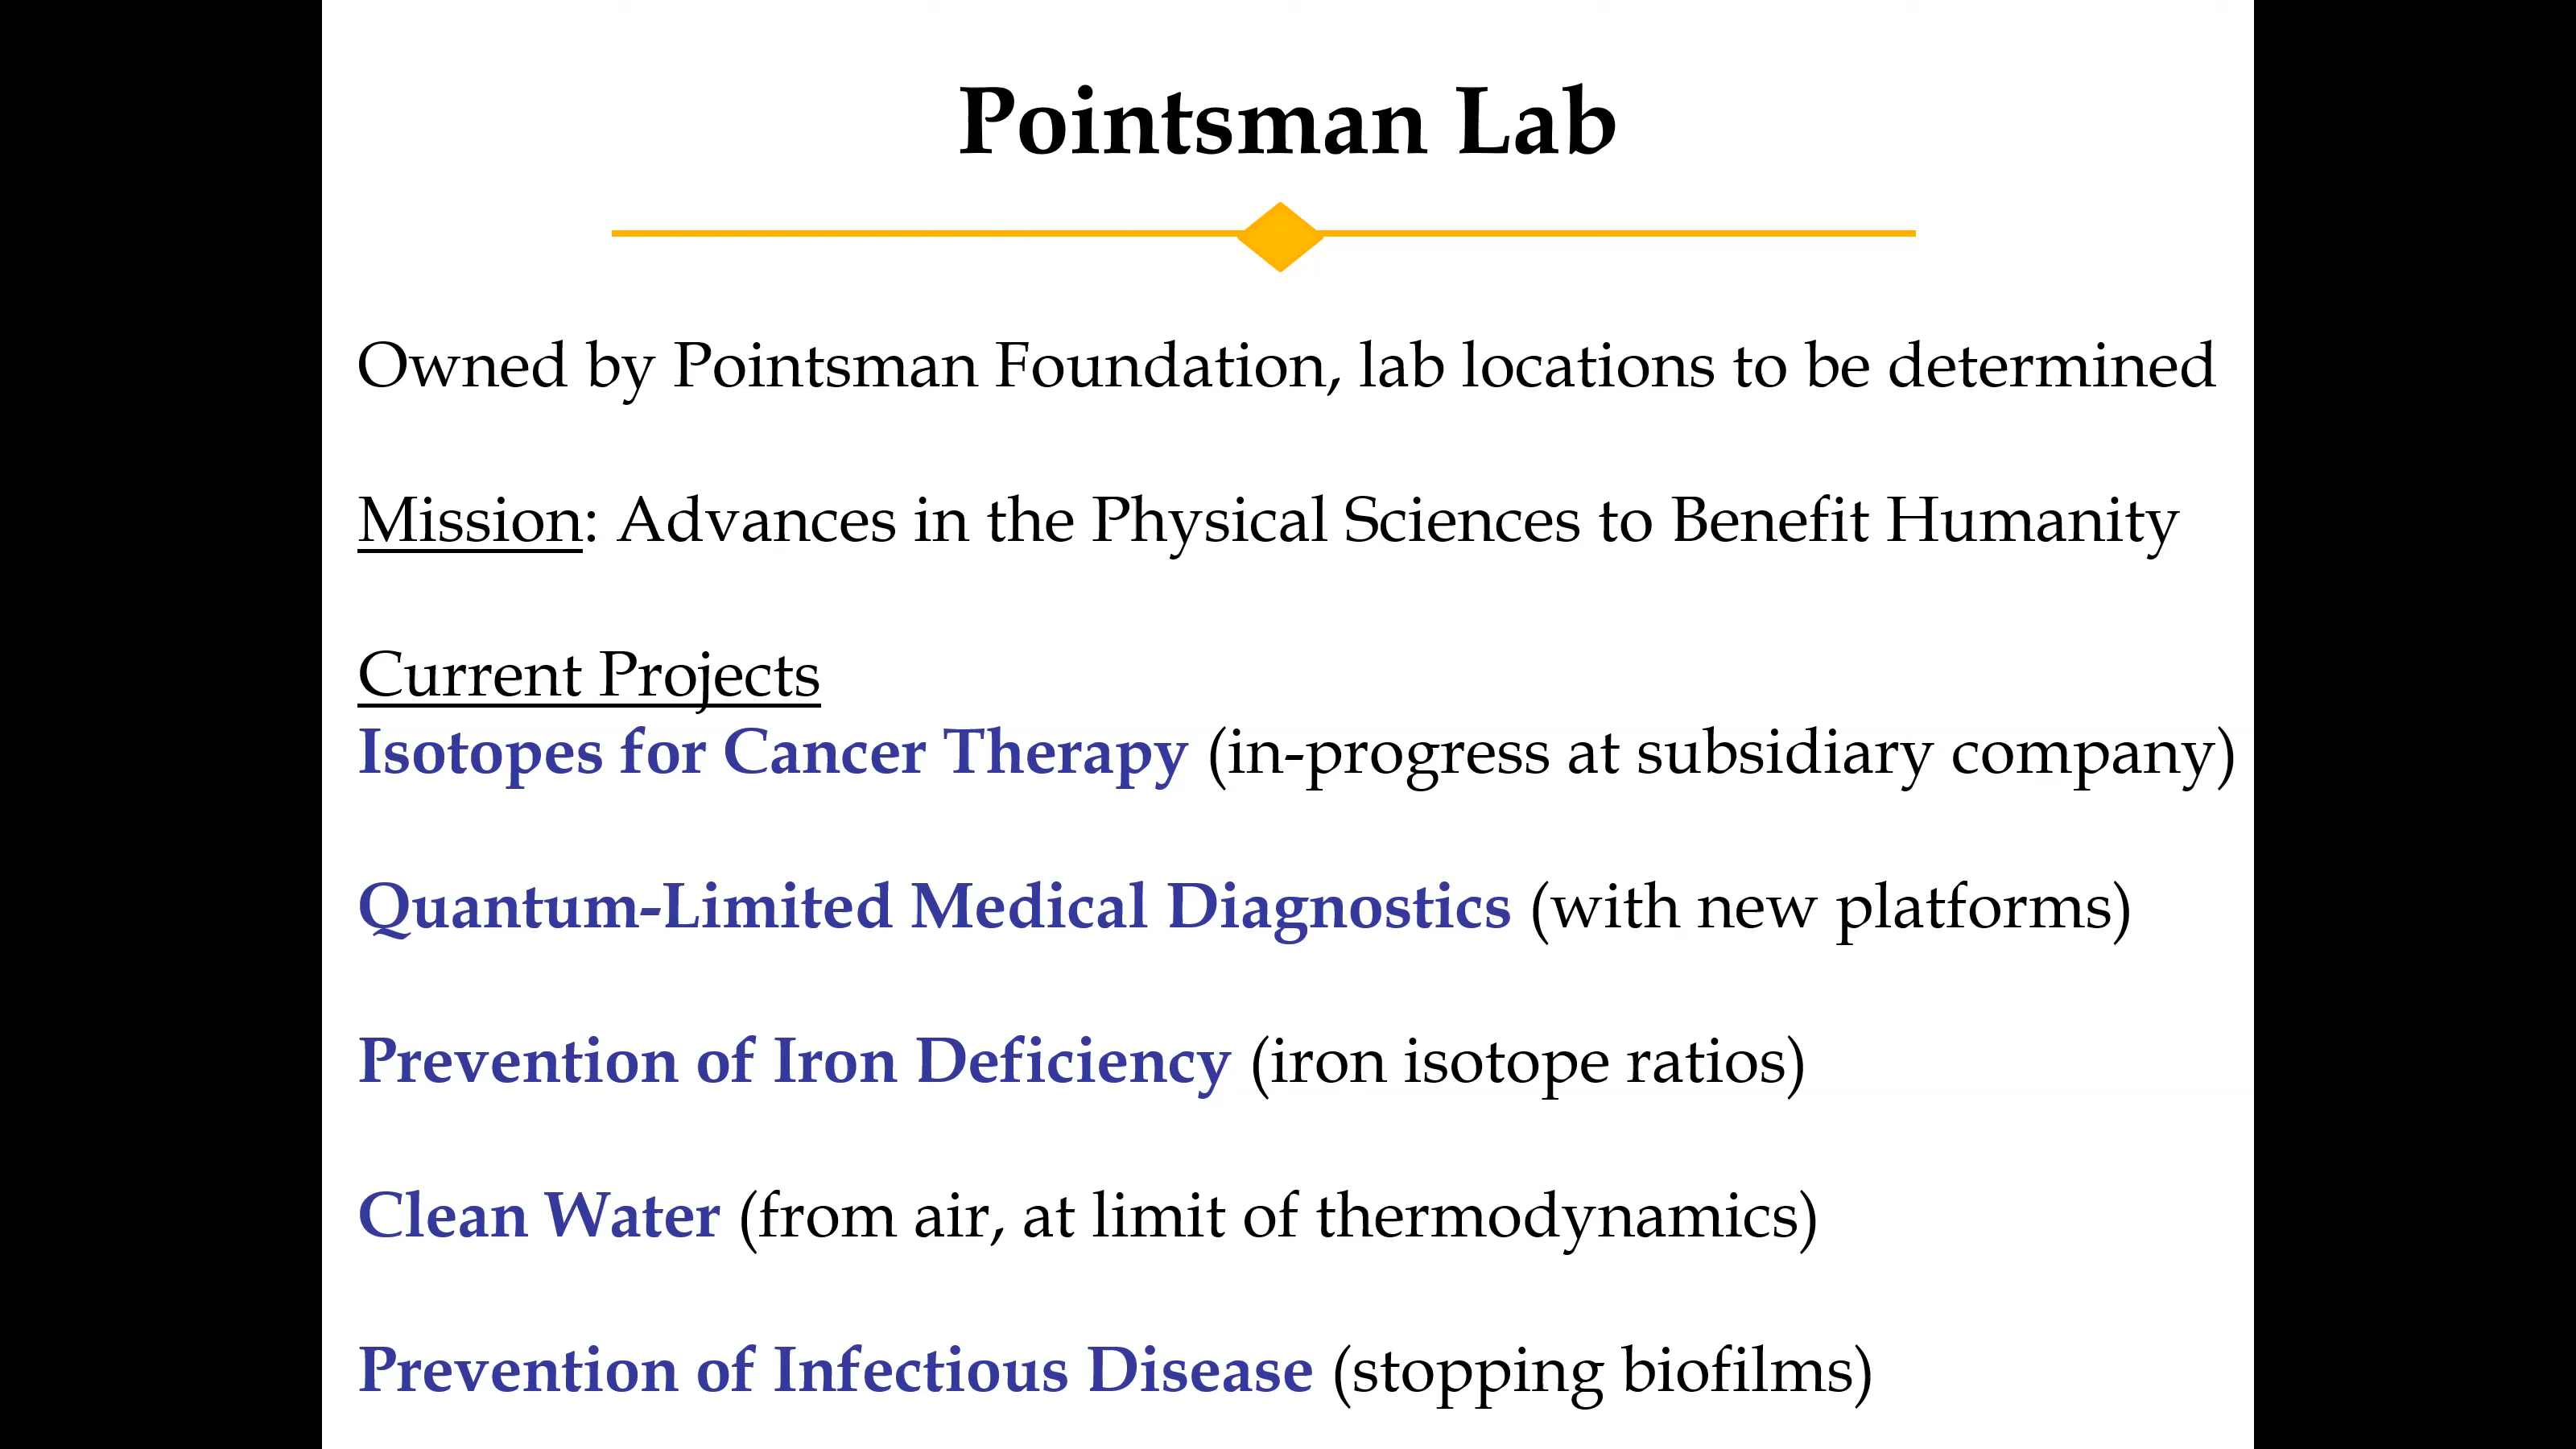 Pointsman Lab
Owned by Pointsman Foundation, lab locations to be determined
Mission: Advances in the Physical Sciences to Benefit Humanity
Current Projects
Isotopes for Cancer Therapy (in-progress at subsidiary company)
Quantum-Limited Medical Diagnostics (with new platforms)
Prevention of Iron Deficiency (iron isotope ratios)
Clean Water (from air, at limit of thermodynamics)
Prevention of Infectious Disease (stopping biofilms)